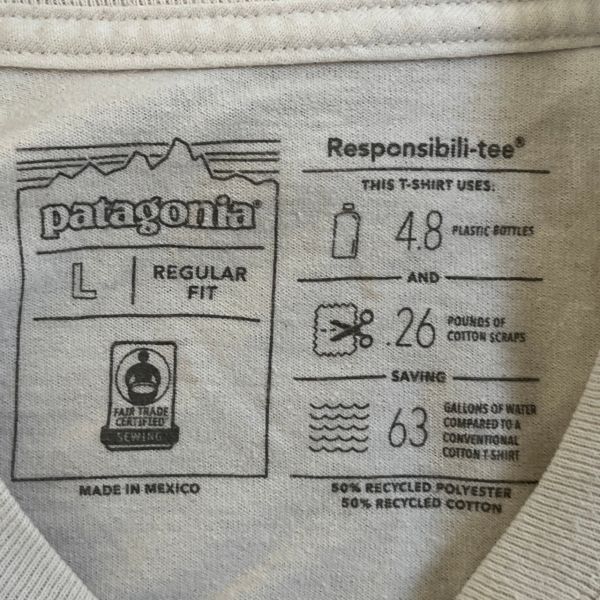 patagonia®
L
REGULAR
FIT
FAIR TRADE
CERTIFIED
SEWING
MADE IN MEXICO
Responsibili-tee®
THIS T-SHIRT USES:
4.8 PLASTIC BOTTLES
AND
.26 POUNDS OF
COTTON SCRAPS
SAVING
63 GALLONS OF WATER
COMPARED TO A
CONVENTIONAL
COTTON T-SHIRT
50% RECYCLED POLYESTER
50% RECYCLED COTTON